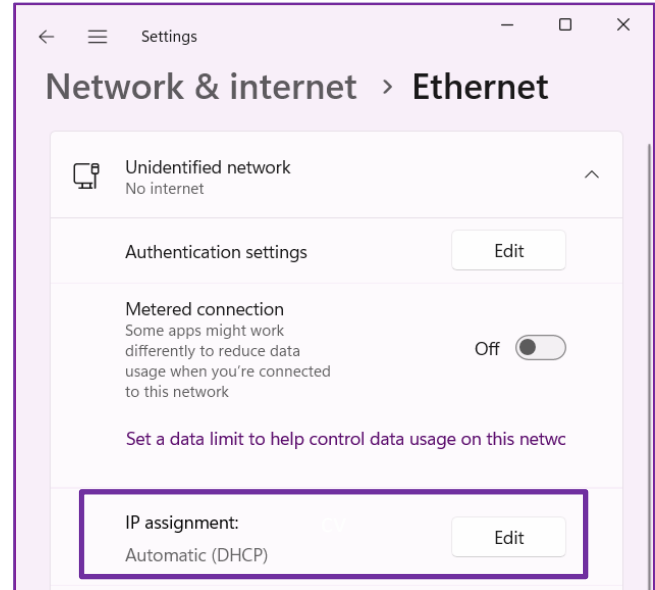 Settings
Network & internet > Ethernet
Unidentified network
No internet
Authentication settings
Edit
Metered connection
Some apps might work
differently to reduce data
usage when you're connected
to this network
Off
Set a data limit to help control data usage on this netwc
IP assignment:
Automatic (DHCP)
Edit